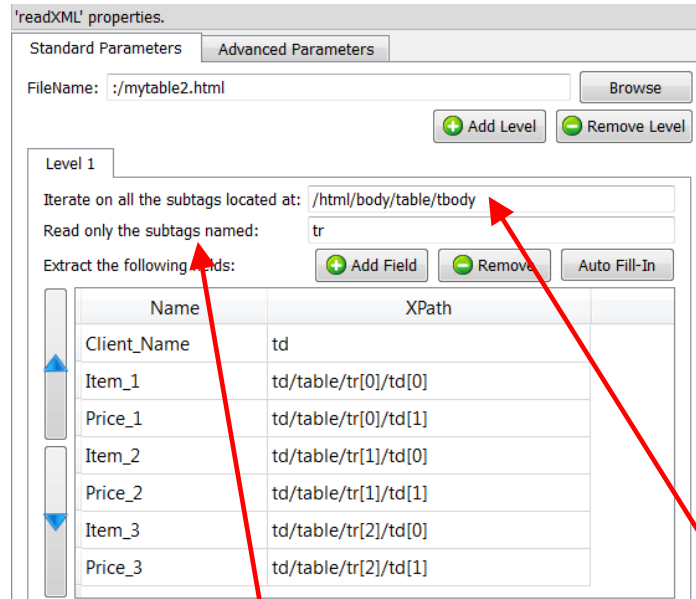 'readXML' properties.
Standard Parameters Advanced Parameters
FileName: :/mytable2.html Browse
Add Level Remove Level
Level 1
Iterate on all the subtags located at: /html/body/table/tbody
Read only the subtags named: tr
Extract the following fields: Add Field Remove Auto Fill-In
Name XPath
Client_Name td
Item_1 td/table/tr[0]/td[0]
Price_1 td/table/tr[0]/td[1]
Item_2 td/table/tr[1]/td[0]
Price_2 td/table/tr[1]/td[1]
Item_3 td/table/tr[2]/td[0]
Price_3 td/table/tr[2]/td[1]